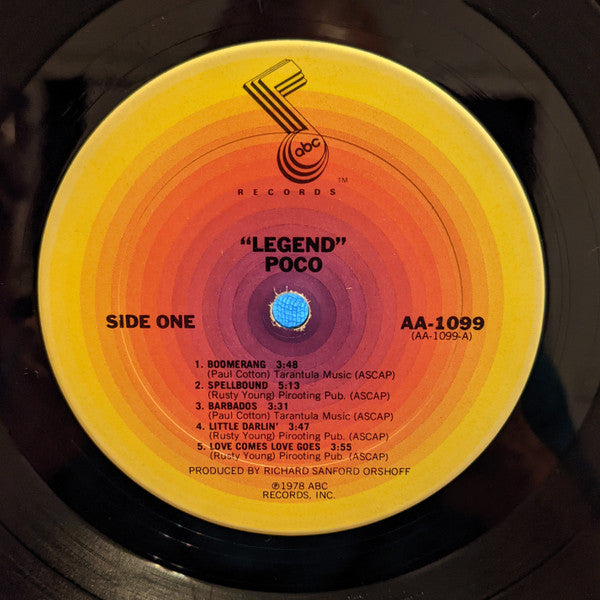 abc
TM
RECORDS
"LEGEND"
POCO
SIDE ONE
AA-1099
(AA-1099-A)
1. BOOMERANG 3:48
(Paul Cotton) Tarantula Music (ASCAP)
2. SPELLBOUND 5:13
(Rusty Young) Pirooting Pub. (ASCAP)
3. BARBADOS 3:31
(Paul Cotton) Tarantula Music (ASCAP)
4. LITTLE DARLIN' 3:47
(Rusty Young) Pirooting Pub. (ASCAP)
5. LOVE COMES LOVE GOES 3:55
(Rusty Young) Pirooting Pub. (ASCAP)
PRODUCED BY RICHARD SANFORD ORSHOFF
℗1978 ABC
RECORDS, INC.